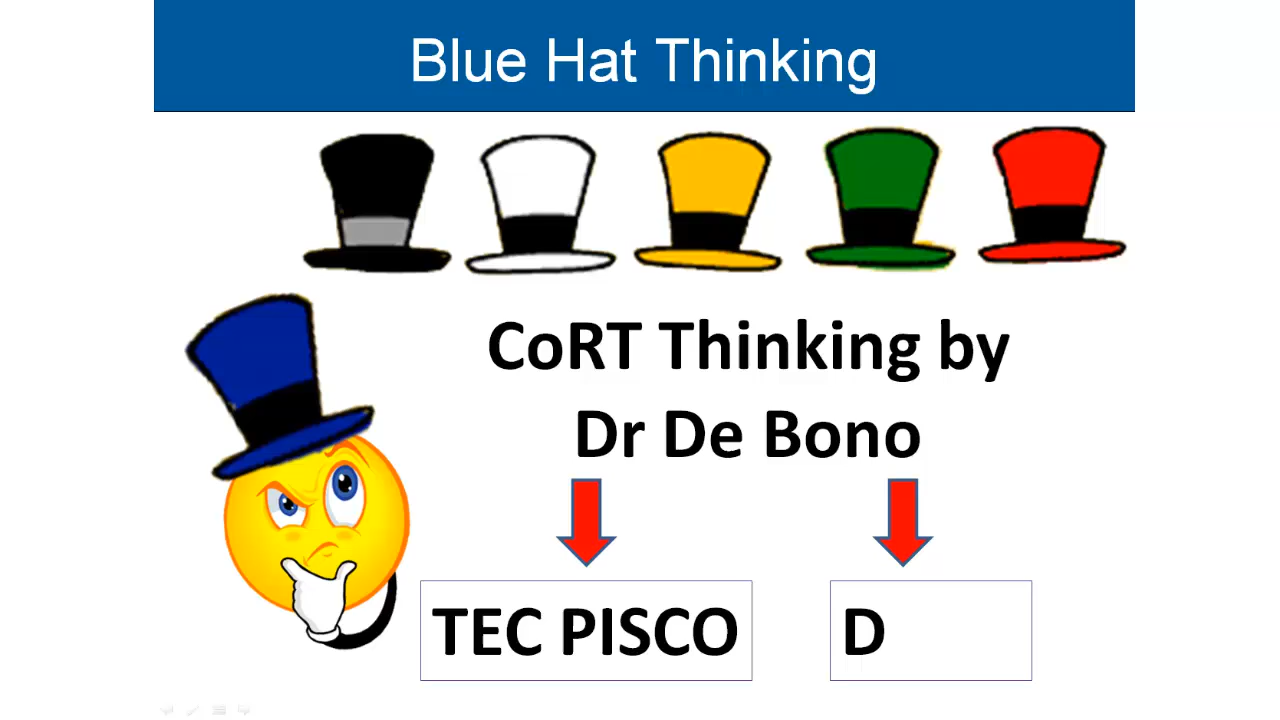 Blue Hat Thinking
CoRT Thinking by
Dr De Bono
TEC PISCO
D